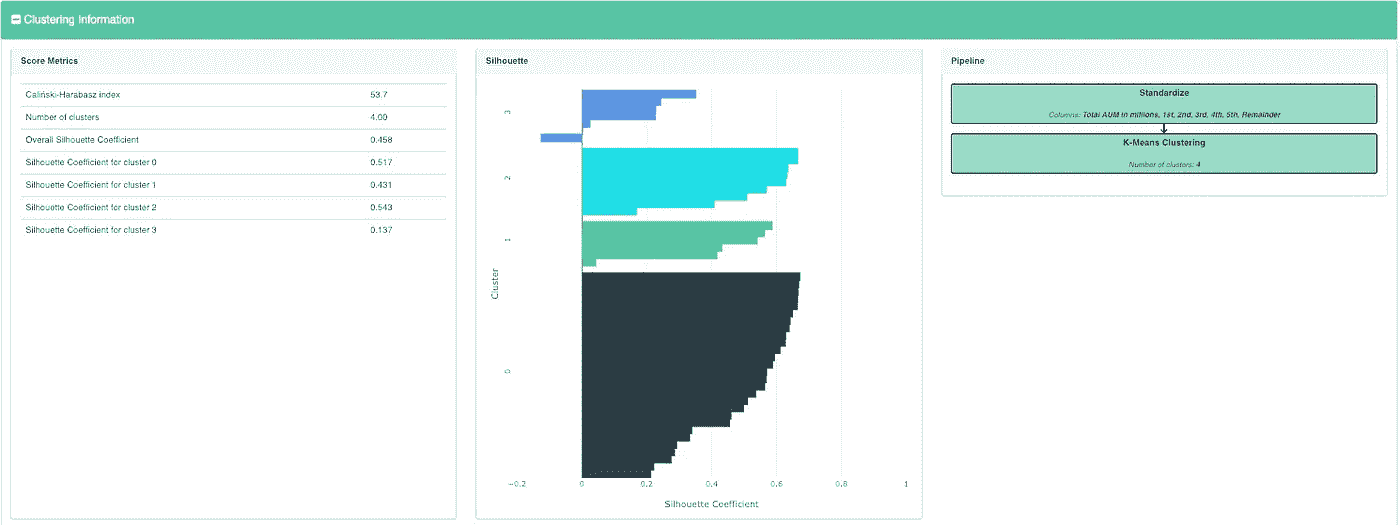 Clustering Information
Score Metrics
Caliński-Harabasz index 53.7
Number of clusters 4.00
Overall Silhouette Coefficient 0.458
Silhouette Coefficient for cluster 0 0.517
Silhouette Coefficient for cluster 1 0.431
Silhouette Coefficient for cluster 2 0.543
Silhouette Coefficient for cluster 3 0.137
Silhouette
3
2
1
0
Cluster
−0.2 0 0.2 0.4 0.6 0.8 1
Silhouette Coefficient
Pipeline
Standardize
Columns: Total AUM in millions, 1st, 2nd, 3rd, 4th, 5th, Remainder
K-Means Clustering
Number of clusters: 4